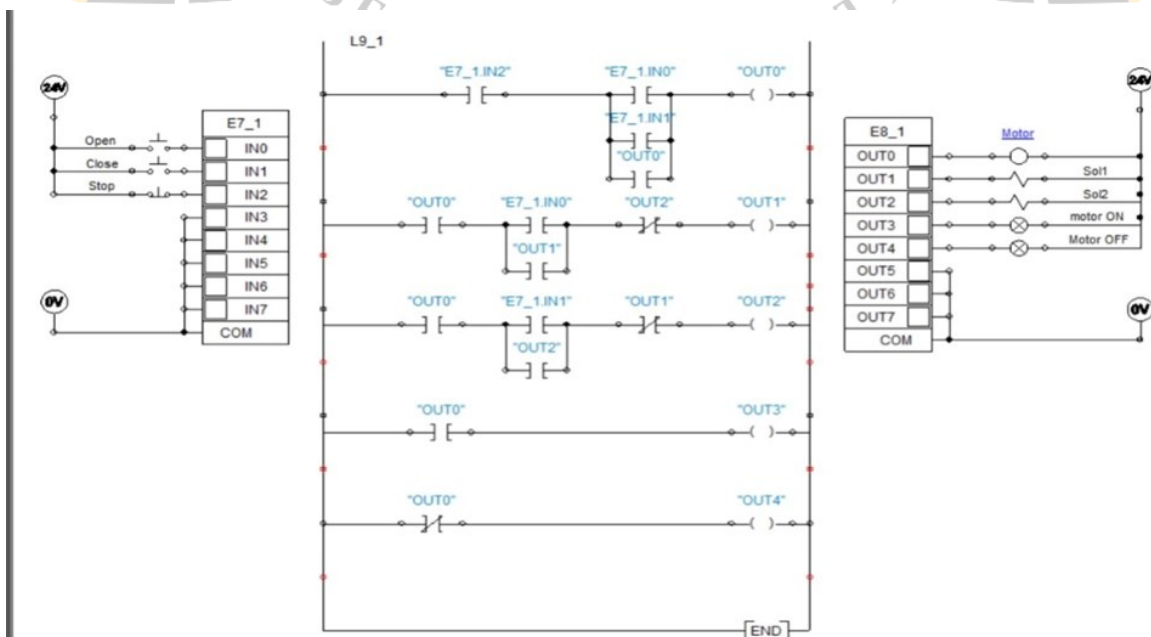 L9_1
"E7_1.IN2" "E7_1.IN0" "OUT0"
"E7_1.IN1"
"OUT0"
"OUT0" "E7_1.IN0" "OUT2" "OUT1"
"OUT1"
"OUT0" "E7_1.IN1" "OUT1" "OUT2"
"OUT2"
"OUT0" "OUT3"
"OUT0" "OUT4"
END
24V
E7_1
Open IN0
Close IN1
Stop IN2
IN3
IN4
IN5
IN6
0V IN7
COM
24V
E8_1 Motor
OUT0
OUT1 Sol1
OUT2 Sol2
OUT3 motor ON
OUT4 Motor OFF
OUT5
OUT6
OUT7 0V
COM